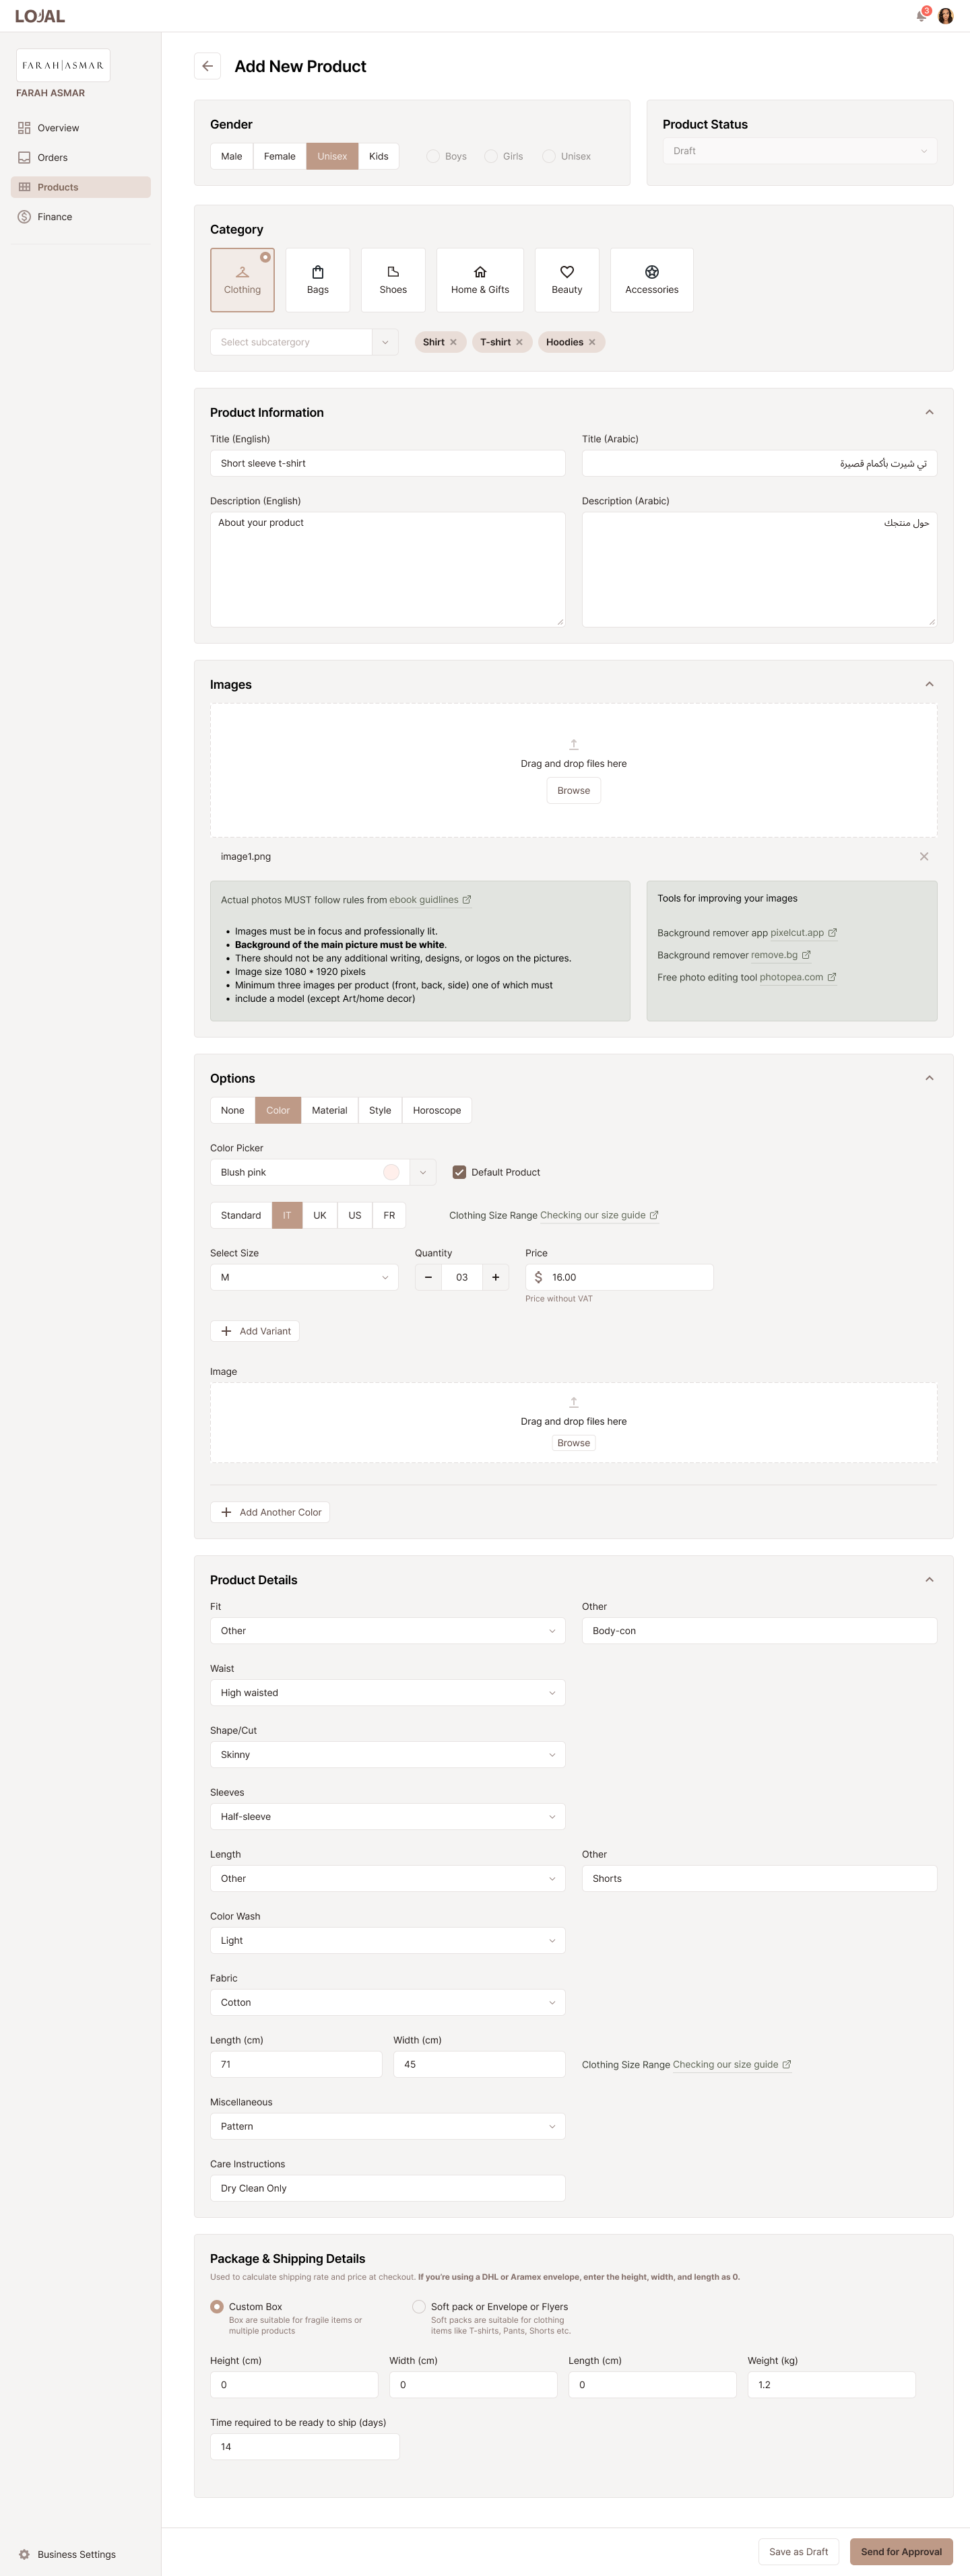 LOJAL
3
FARAH|ASMAR
FARAH ASMAR
Overview
Orders
Products
Finance
Business Settings
Add New Product
Gender
Male Female Unisex Kids Boys Girls Unisex
Product Status
Draft
Category
Clothing Bags Shoes Home & Gifts Beauty Accessories
Select subcatergory Shirt T-shirt Hoodies
Product Information
Title (English) Title (Arabic)
Short sleeve t-shirt تي شيرت بأكمام قصيرة
Description (English) Description (Arabic)
About your product حول منتجك
Images
Drag and drop files here
Browse
image1.png
Actual photos MUST follow rules from ebook guidlines
• Images must be in focus and professionally lit.
• Background of the main picture must be white.
• There should not be any additional writing, designs, or logos on the pictures.
• Image size 1080 * 1920 pixels
• Minimum three images per product (front, back, side) one of which must
• include a model (except Art/home decor)
Tools for improving your images
Background remover app pixelcut.app
Background remover remove.bg
Free photo editing tool photopea.com
Options
None Color Material Style Horoscope
Color Picker
Blush pink Default Product
Standard IT UK US FR Clothing Size Range Checking our size guide
Select Size Quantity Price
M − 03 + $ 16.00
Price without VAT
+ Add Variant
Image
Drag and drop files here
Browse
+ Add Another Color
Product Details
Fit Other
Other Body-con
Waist
High waisted
Shape/Cut
Skinny
Sleeves
Half-sleeve
Length Other
Other Shorts
Color Wash
Light
Fabric
Cotton
Length (cm) Width (cm)
71 45 Clothing Size Range Checking our size guide
Miscellaneous
Pattern
Care Instructions
Dry Clean Only
Package & Shipping Details
Used to calculate shipping rate and price at checkout. If you're using a DHL or Aramex envelope, enter the height, width, and length as 0.
Custom Box
Box are suitable for fragile items or
multiple products
Soft pack or Envelope or Flyers
Soft packs are suitable for clothing
items like T-shirts, Pants, Shorts etc.
Height (cm) Width (cm) Length (cm) Weight (kg)
0 0 0 1.2
Time required to be ready to ship (days)
14
Save as Draft Send for Approval